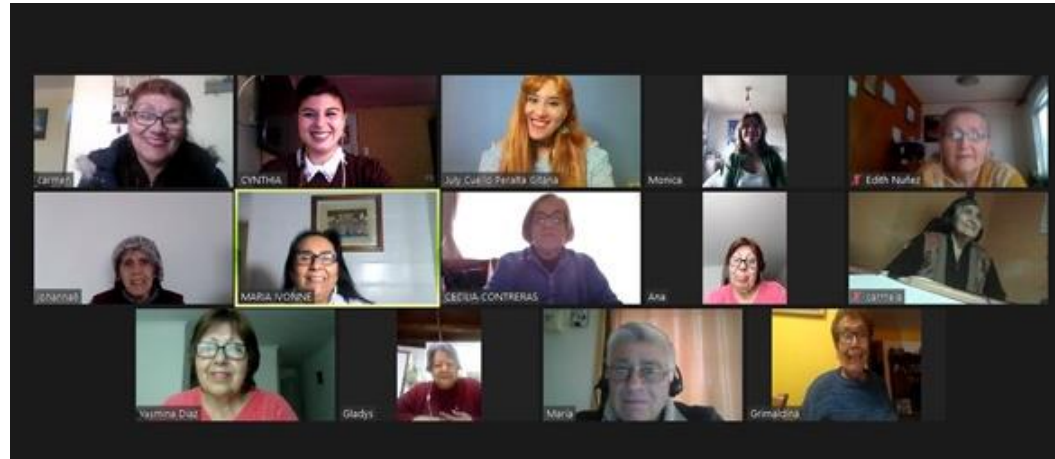 carmen
CYNTHIA
July Cuello Peralta Gitana
Monica
Edith Nuñez
Johanna
MARIA IVONNE
CECILIA CONTRERAS
Ana
carmela
Yasmina Diaz
Gladys
María
Grimaldina